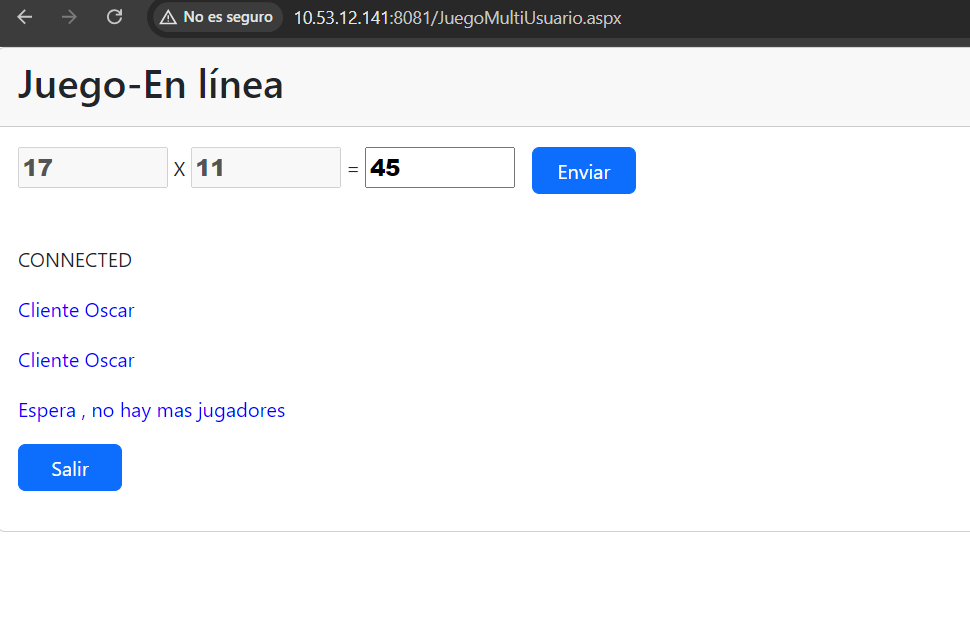 No es seguro 10.53.12.141:8081/JuegoMultiUsuario.aspx
Juego-En línea
17 X 11 = 45 Enviar
CONNECTED
Cliente Oscar
Cliente Oscar
Espera , no hay mas jugadores
Salir